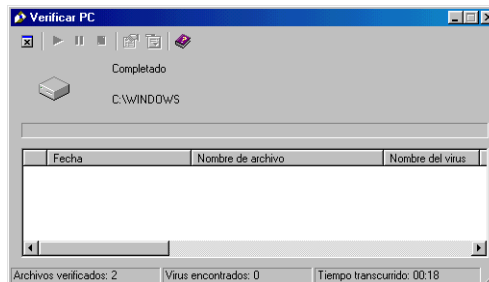 Verificar PC
Completado
C:\WINDOWS
Fecha Nombre de archivo Nombre del virus
Archivos verificados: 2 Virus encontrados: 0 Tiempo transcurrido: 00:18